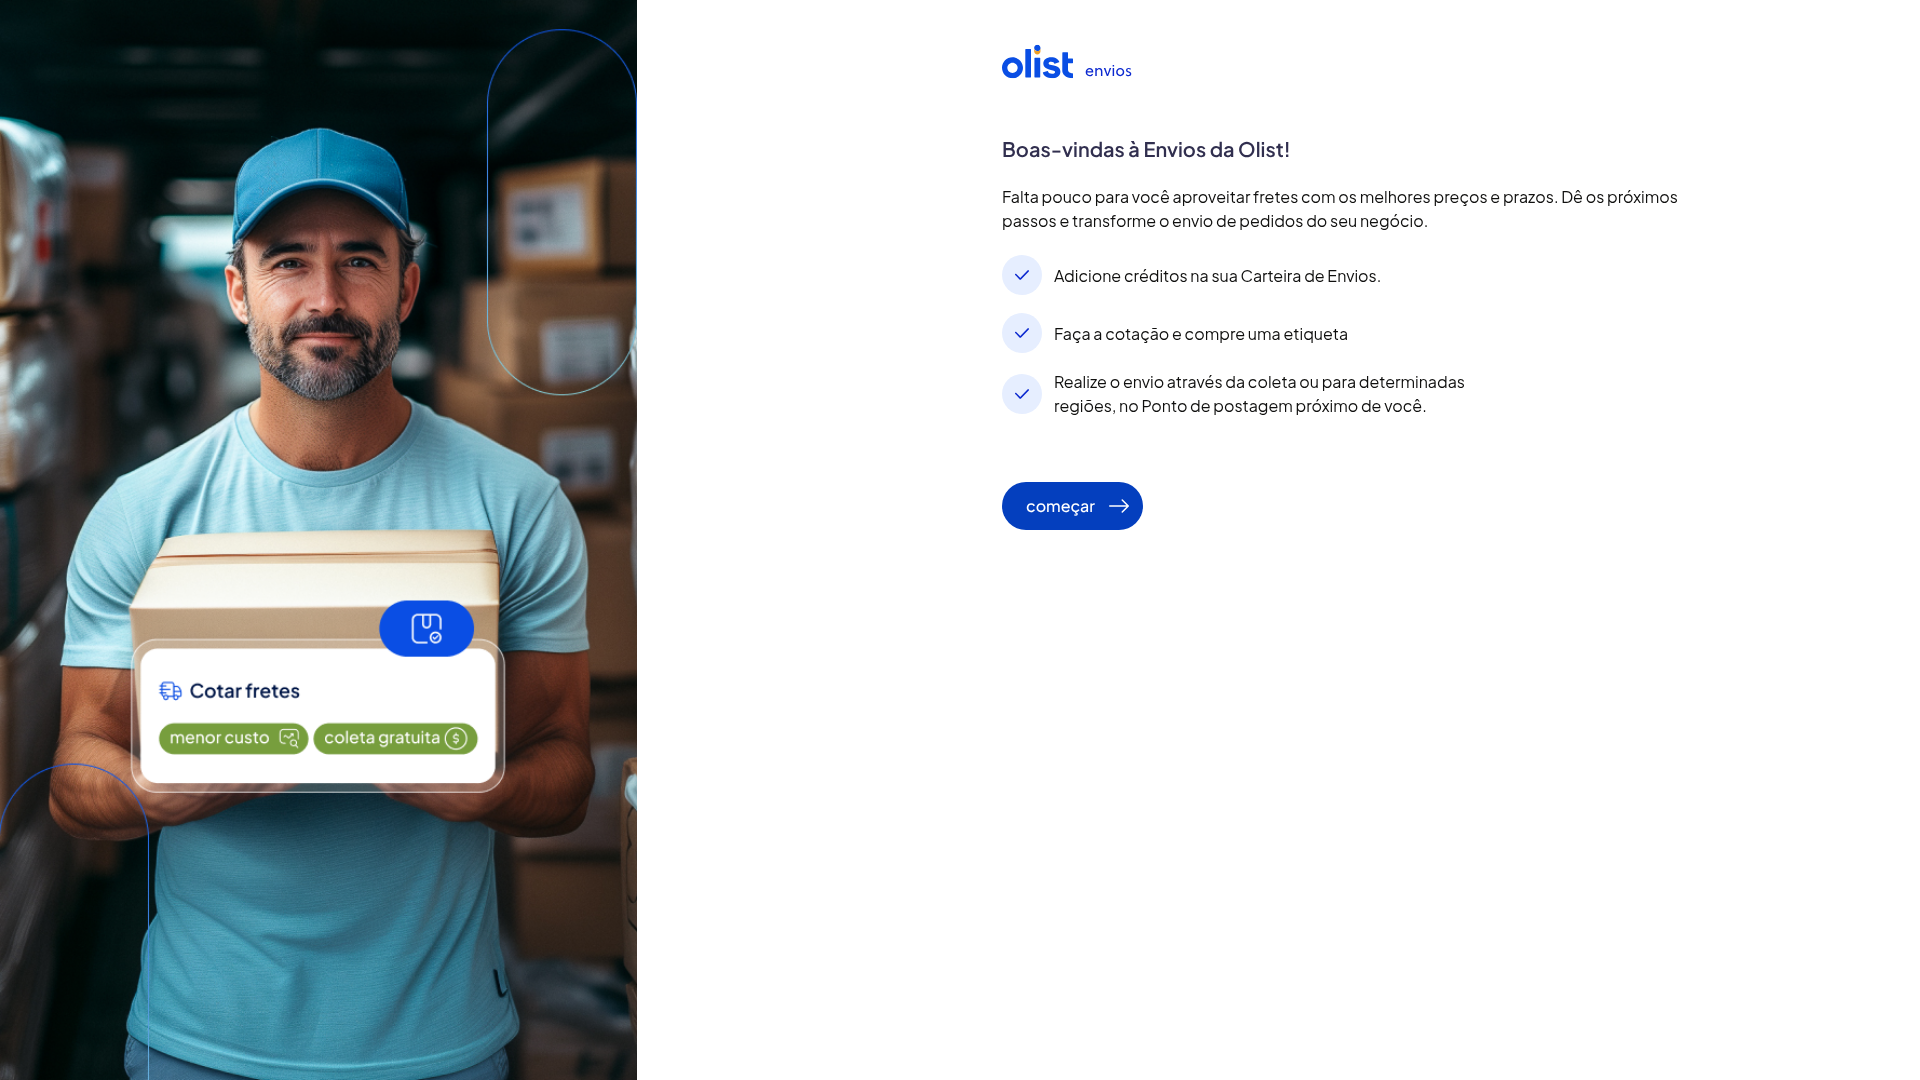 olist envios
Boas-vindas à Envios da Olist!
Falta pouco para você aproveitar fretes com os melhores preços e prazos. Dê os próximos
passos e transforme o envio de pedidos do seu negócio.
Adicione créditos na sua Carteira de Envios.
Faça a cotação e compre uma etiqueta
Realize o envio através da coleta ou para determinadas
regiões, no Ponto de postagem próximo de você.
começar
Cotar fretes
menor custo
coleta gratuita